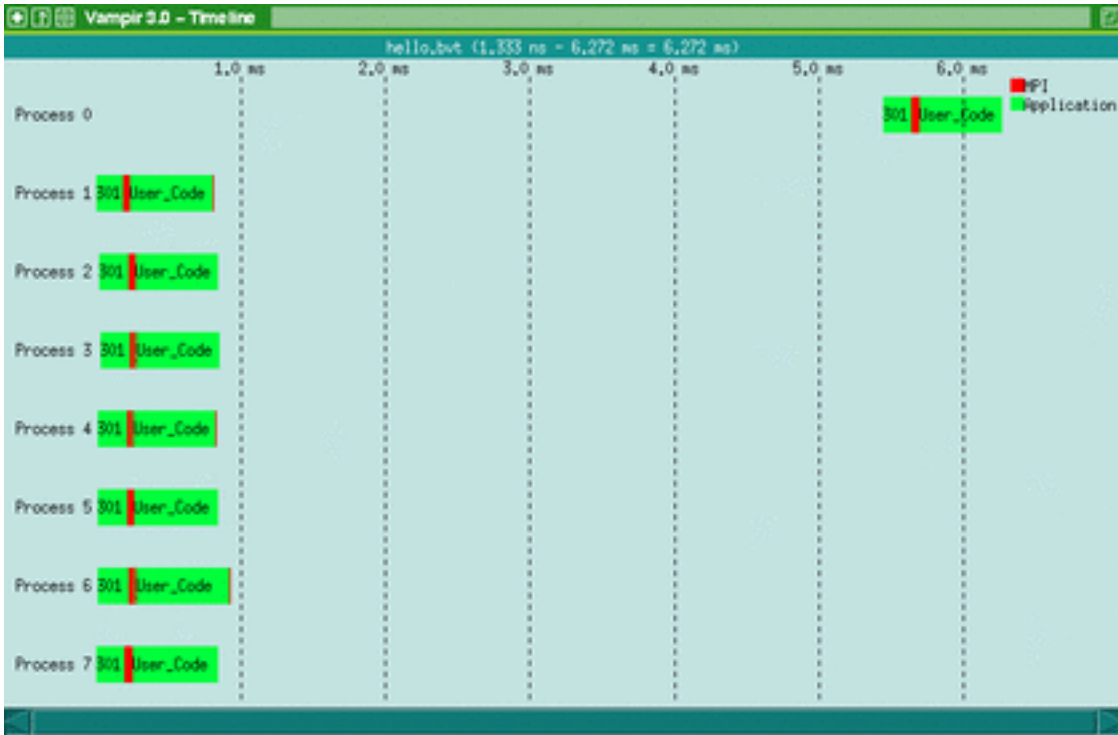 Vampir 3.0 - Timeline
hello.bvt (1.333 ns - 6.272 ms = 6.272 ms)
1.0 ms 2.0 ms 3.0 ms 4.0 ms 5.0 ms 6.0 ms
MPI
Application
Process 0 301 User_Code
Process 1 301 User_Code
Process 2 301 User_Code
Process 3 301 User_Code
Process 4 301 User_Code
Process 5 301 User_Code
Process 6 301 User_Code
Process 7 301 User_Code